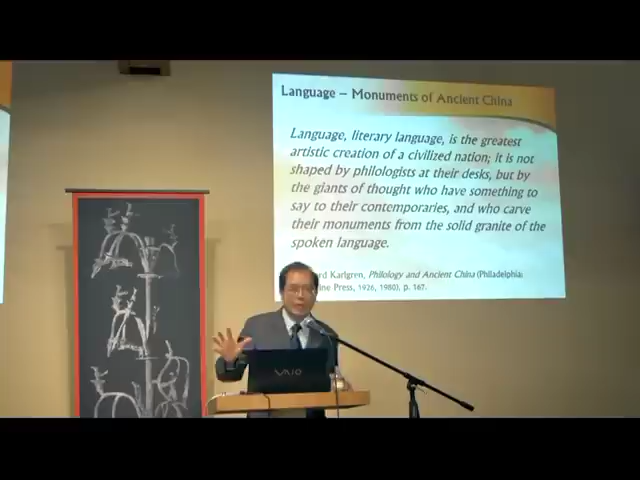 Language – Monuments of Ancient China
Language, literary language, is the greatest
artistic creation of a civilized nation; it is not
shaped by philologists at their desks, but by
the giants of thought who have something to
say to their contemporaries, and who carve
their monuments from the solid granite of the
spoken language.
Karlgren, Philology and Ancient China (Philadelphia:
Press, 1926, 1980), p. 167.
VAIO